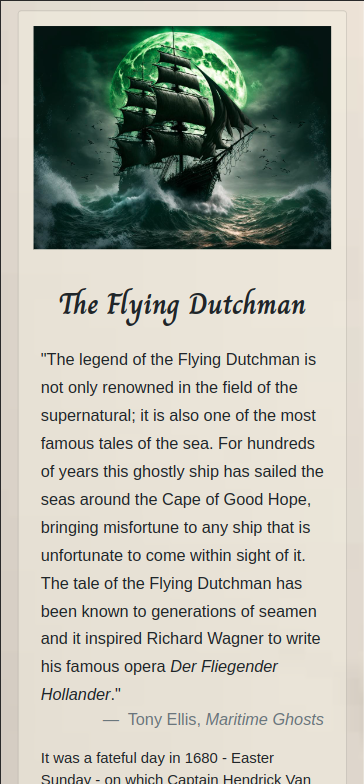 The Flying Dutchman
"The legend of the Flying Dutchman is
not only renowned in the field of the
supernatural; it is also one of the most
famous tales of the sea. For hundreds
of years this ghostly ship has sailed the
seas around the Cape of Good Hope,
bringing misfortune to any ship that is
unfortunate to come within sight of it.
The tale of the Flying Dutchman has
been known to generations of seamen
and it inspired Richard Wagner to write
his famous opera Der Fliegender
Hollander."
— Tony Ellis, Maritime Ghosts
It was a fateful day in 1680 - Easter
Sunday - on which Captain Hendrick Van